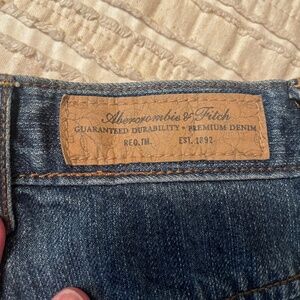 Abercrombie & Fitch
GUARANTEED DURABILITY • PREMIUM DENIM
REG.TM. EST. 1892